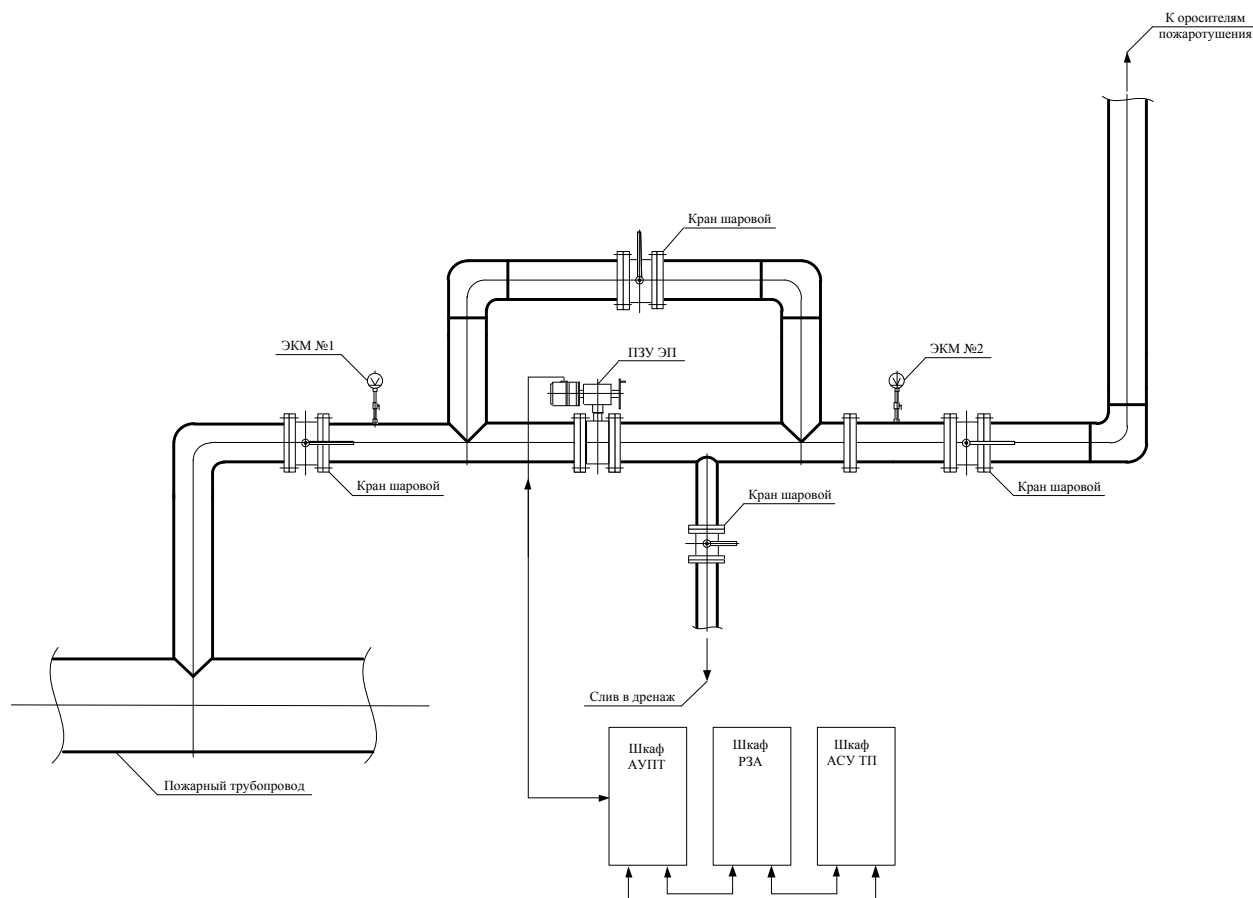 К оросителям
пожаротушения
Кран шаровой
ЭКМ №1
ПЗУ ЭП
ЭКМ №2
Кран шаровой
Кран шаровой
Кран шаровой
Слив в дренаж
Пожарный трубопровод
Шкаф
АУПТ
Шкаф
РЗА
Шкаф
АСУ ТП